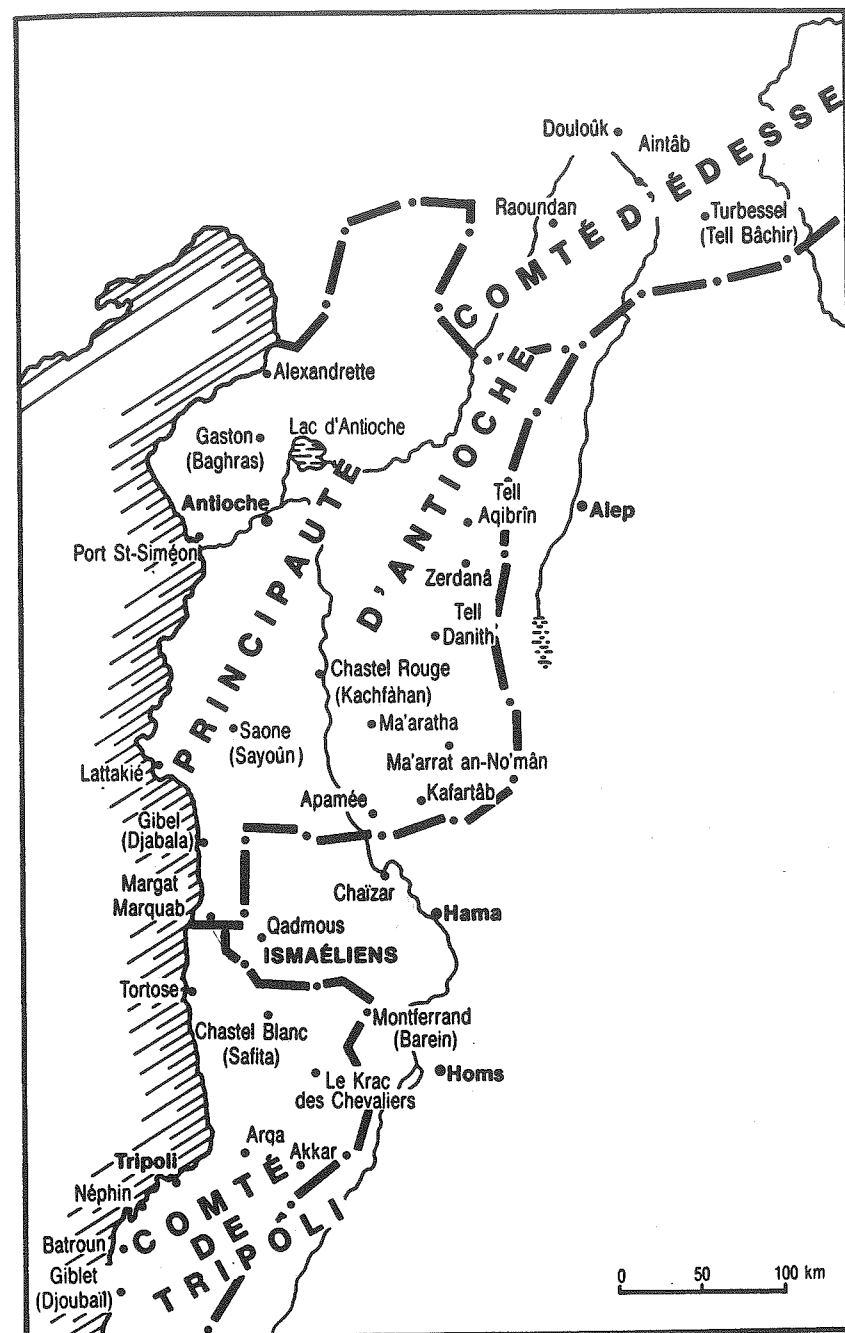 Douloûk
Aintâb
COMTÉ D'ÉDESSE
Raoundan
Turbessel
(Tell Bâchir)
Alexandrette
Lac d'Antioche
Gaston
(Baghras)
Antioche
Port St-Siméon
PRINCIPAUTÉ
D'ANTIOCHE
Tell
Aqibrîn
Alep
Zerdanâ
Tell
Danith
Chastel Rouge
(Kachfàhan)
Saone
(Sayoûn)
Ma'aratha
Ma'arrat an-No'mân
Lattakié
Apamée
Kafartâb
Gibel
(Djabala)
Chaïzar
Margat
Marquab
Hama
Qadmous
ISMAÉLIENS
Tortose
Chastel Blanc
(Safita)
Montferrand
(Barein)
Homs
Le Krac
des Chevaliers
Arqa
Akkar
Tripoli
Néphin
COMTÉ
DE
TRIPOLI
Batroun
Giblet
(Djoubaïl)
0 50 100 km